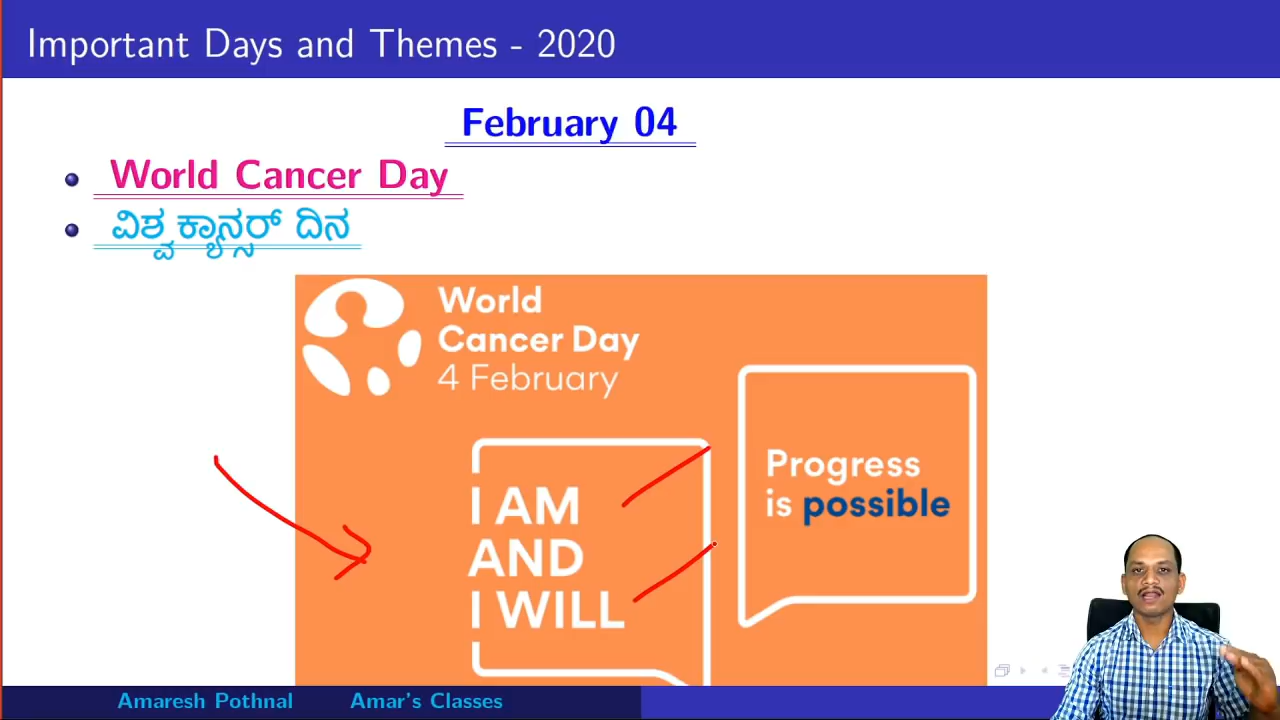 Important Days and Themes - 2020
February 04
World Cancer Day
ವಿಶ್ವ ಕ್ಯಾನ್ಸರ್ ದಿನ
World
Cancer Day
4 February
I AM
AND
I WILL
Progress
is possible
Amaresh Pothnal Amar's Classes